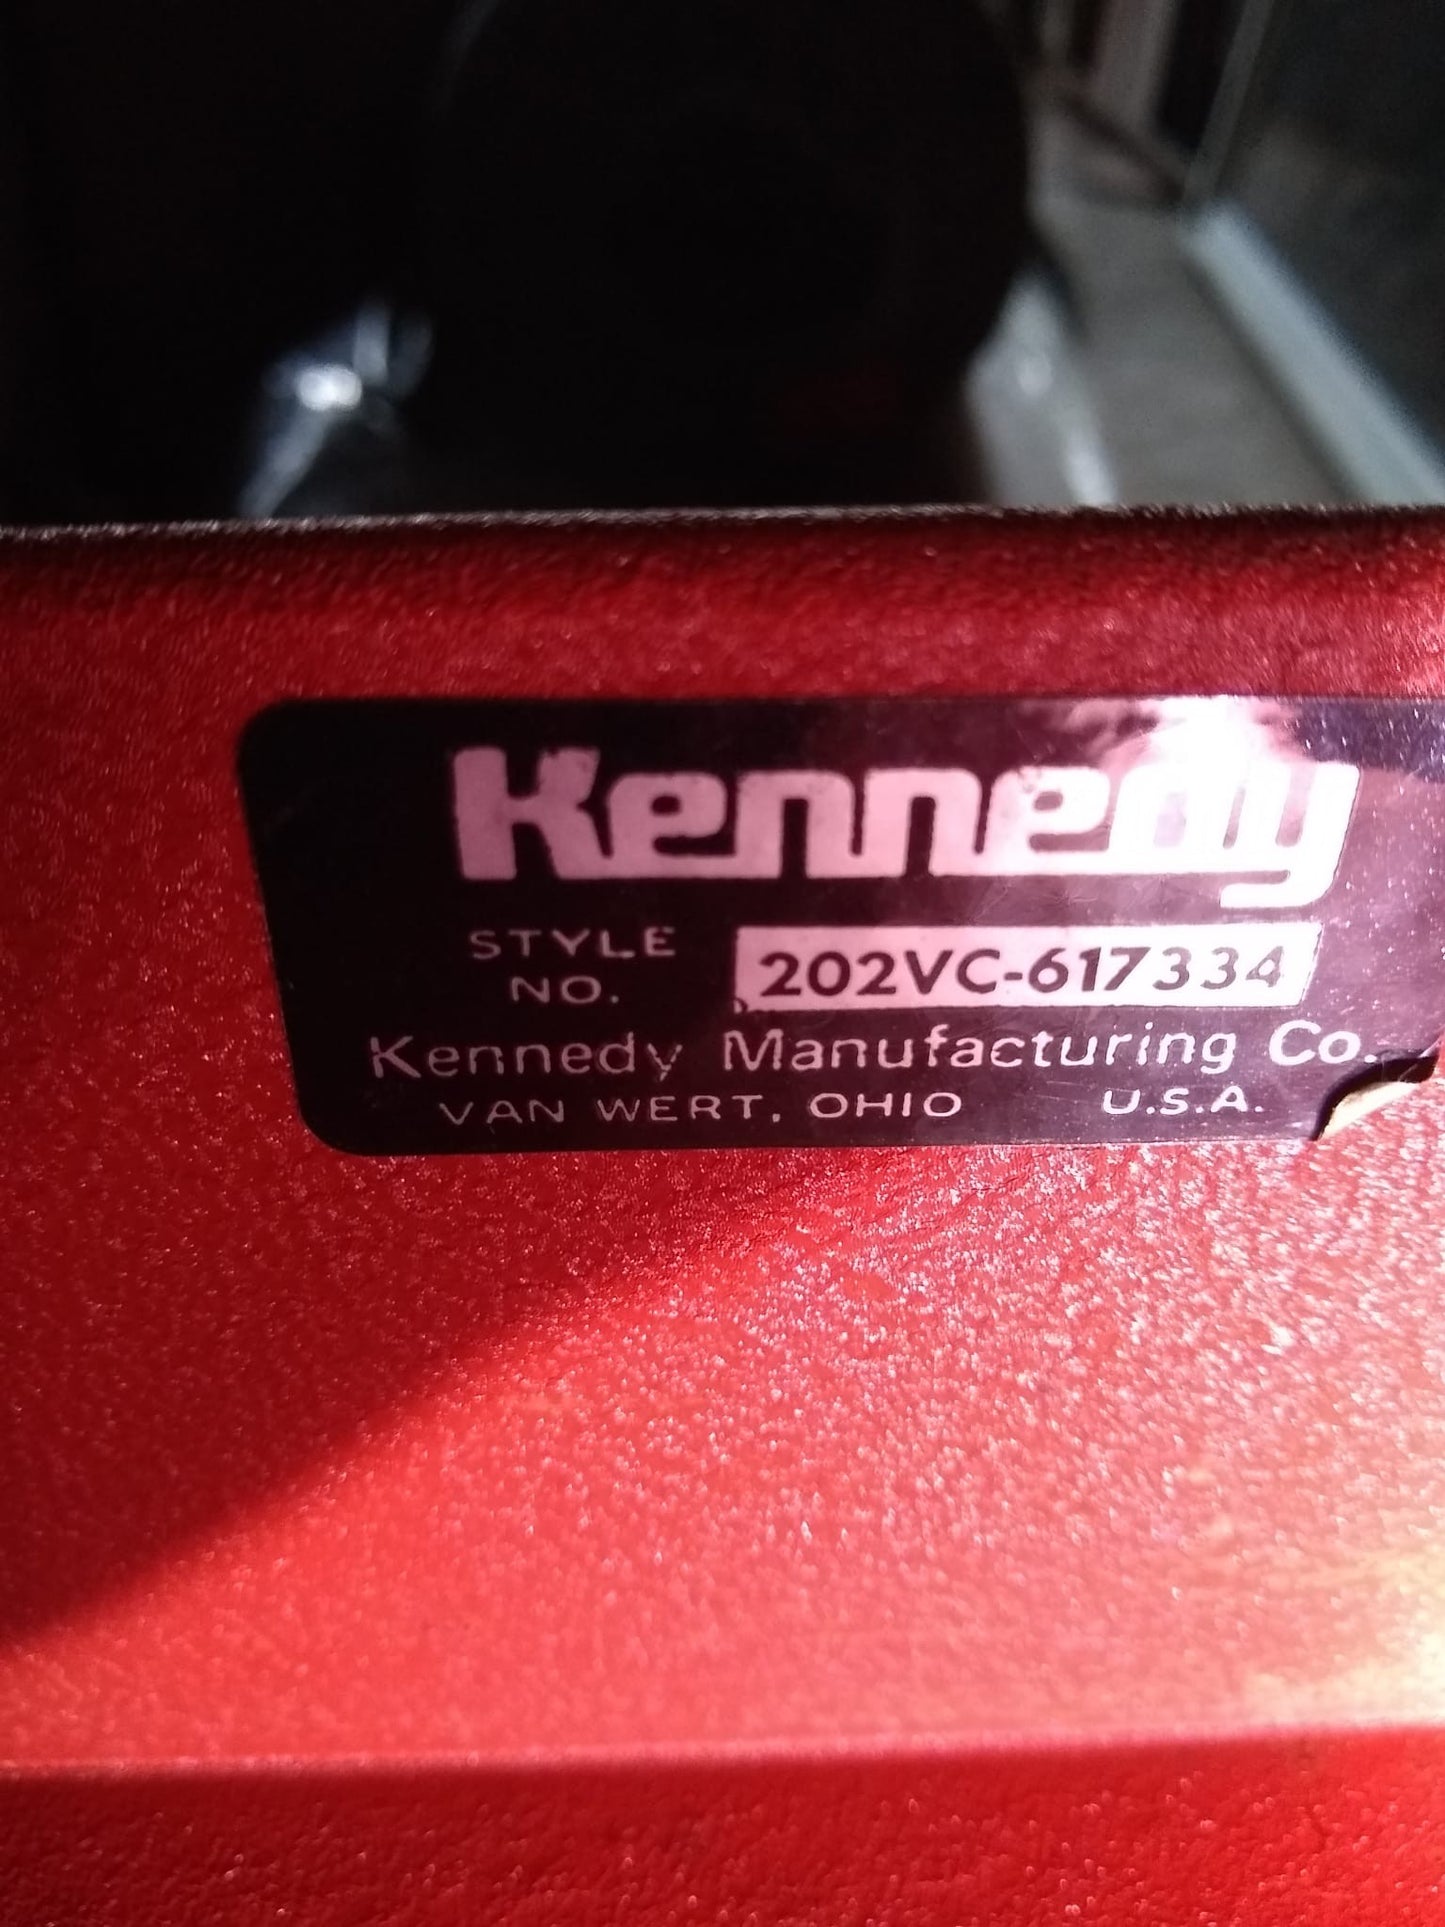 Kennedy
STYLE
NO. 202VC-617334
Kennedy Manufacturing Co.
VAN WERT, OHIO U.S.A.